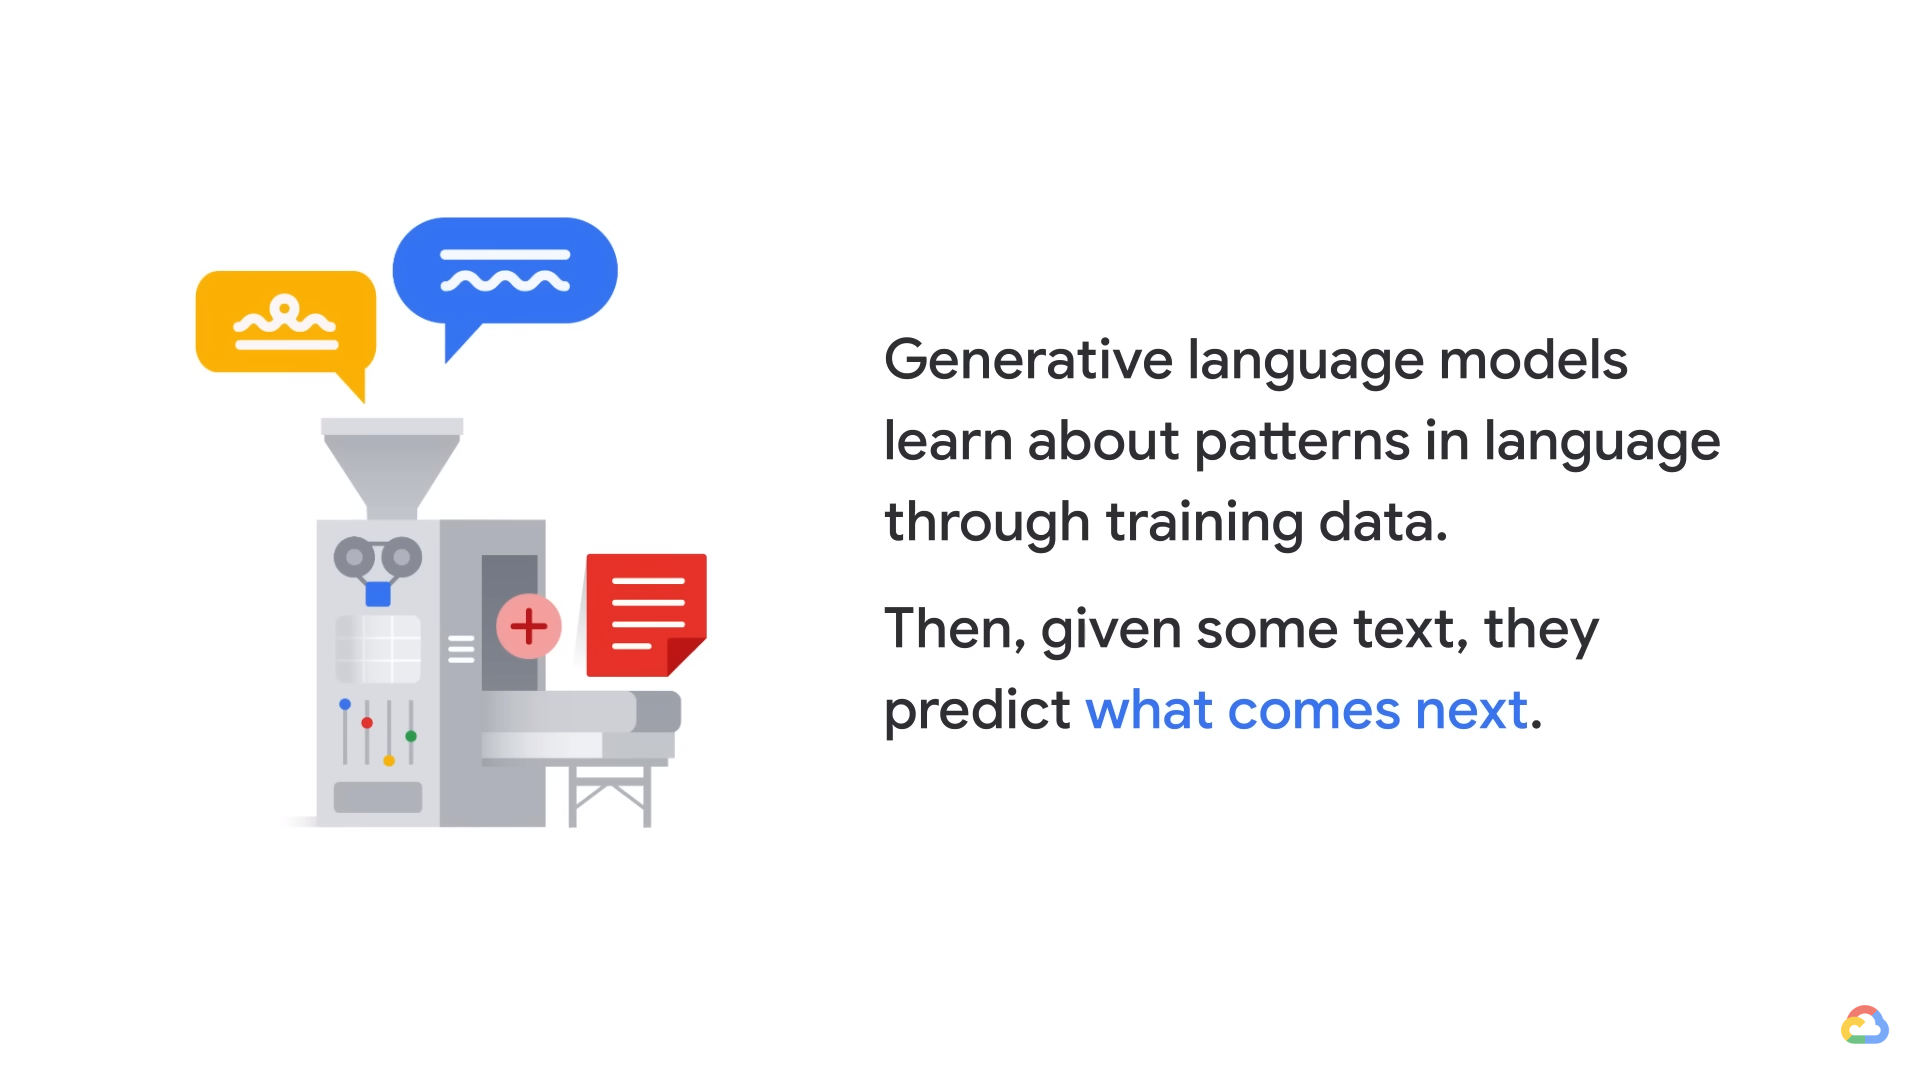 Generative language models
learn about patterns in language
through training data.
Then, given some text, they
predict what comes next.